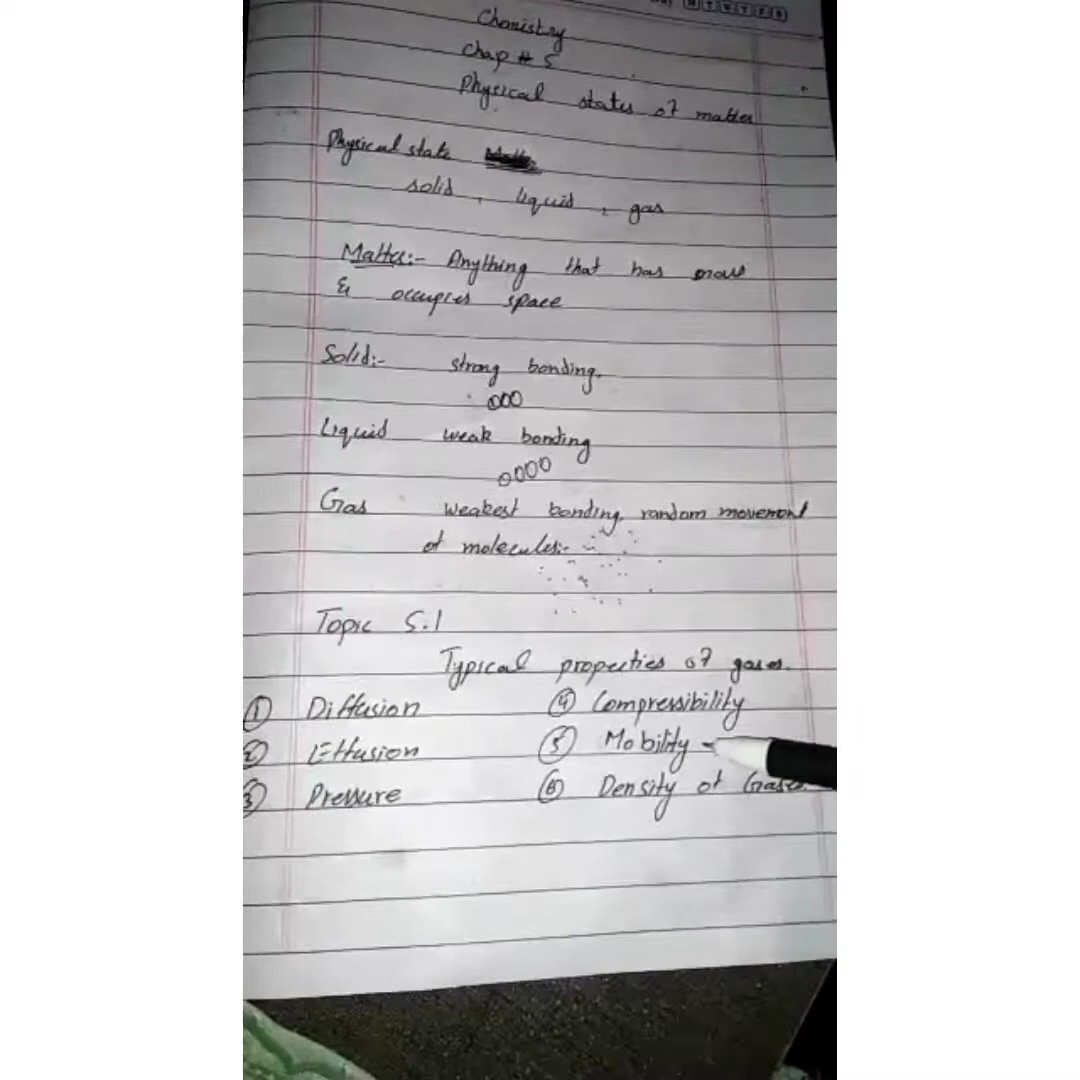 M T W T F S
Chemistry
Chap # 5
Physical states of matter
Physical state
solid, liquid, gas
Matter:- Anything that has mass
& occupies space
Solid:- strong bonding.
Liquid weak bonding
Gas weakest bonding, random movement
of molecules:-
Topic 5.1
Typical properties of gases.
① Diffusion ④ Compressibility
② Effusion ⑤ Mobility
③ Pressure ⑥ Density of Gases